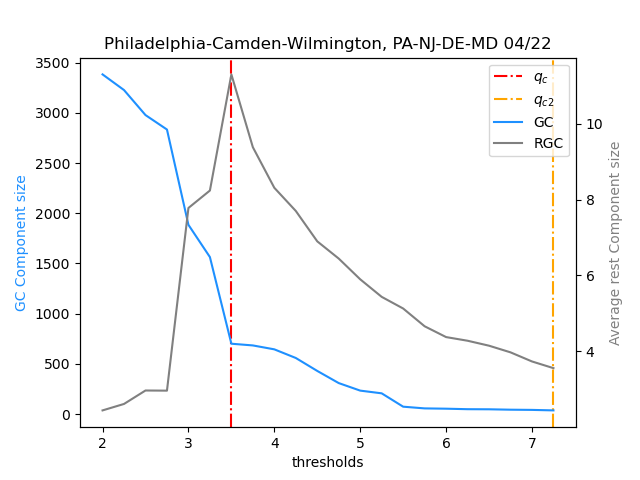 Philadelphia-Camden-Wilmington, PA-NJ-DE-MD 04/22
3500
3000
2500
2000
1500
1000
500
0
GC Component size
q_c
q_{c2}
GC
RGC
10
8
6
4
Average rest Component size
2 3 4 5 6 7
thresholds